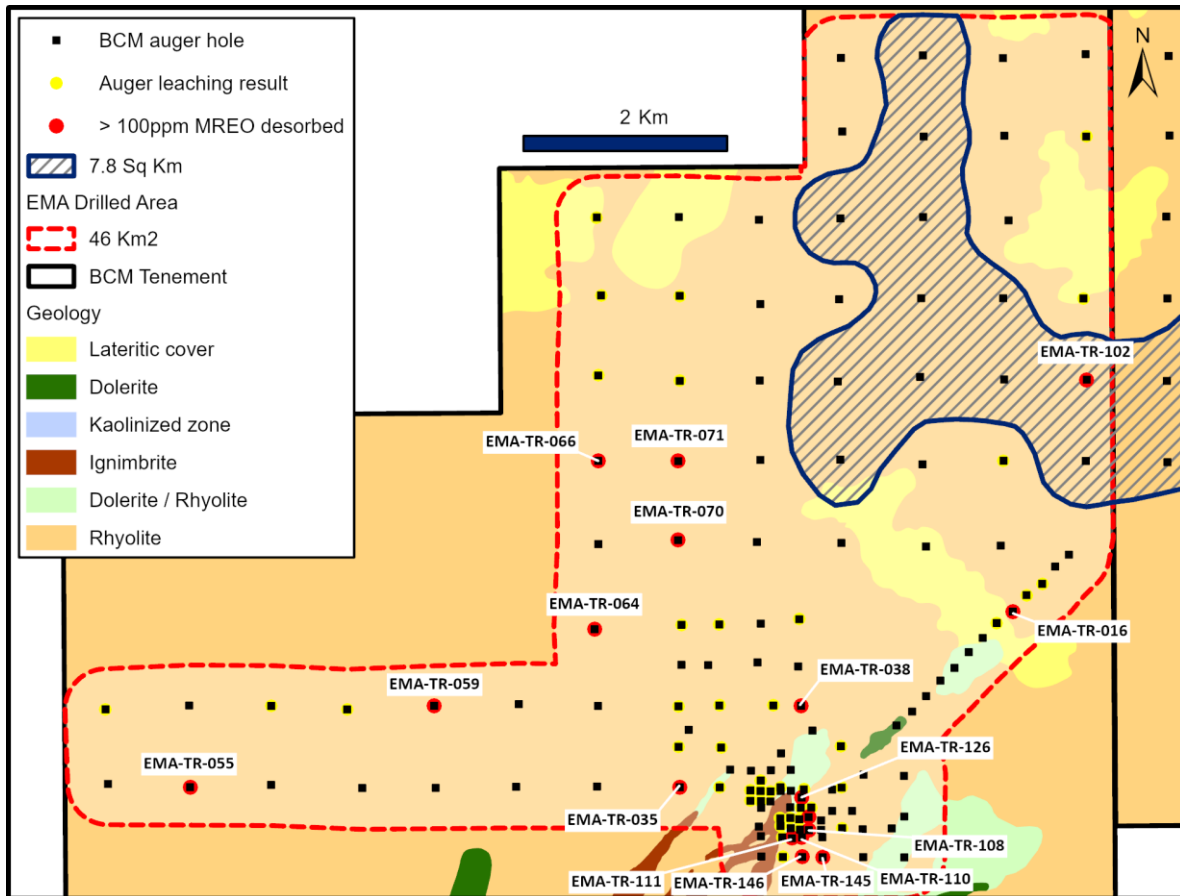 BCM auger hole
Auger leaching result
> 100ppm MREO desorbed
7.8 Sq Km
EMA Drilled Area
46 Km2
BCM Tenement
Geology
Lateritic cover
Dolerite
Kaolinized zone
Ignimbrite
Dolerite / Rhyolite
Rhyolite
2 Km
N
EMA-TR-102
EMA-TR-066
EMA-TR-071
EMA-TR-070
EMA-TR-064
EMA-TR-016
EMA-TR-059
EMA-TR-038
EMA-TR-126
EMA-TR-055
EMA-TR-035
EMA-TR-108
EMA-TR-111
EMA-TR-146
EMA-TR-145
EMA-TR-110